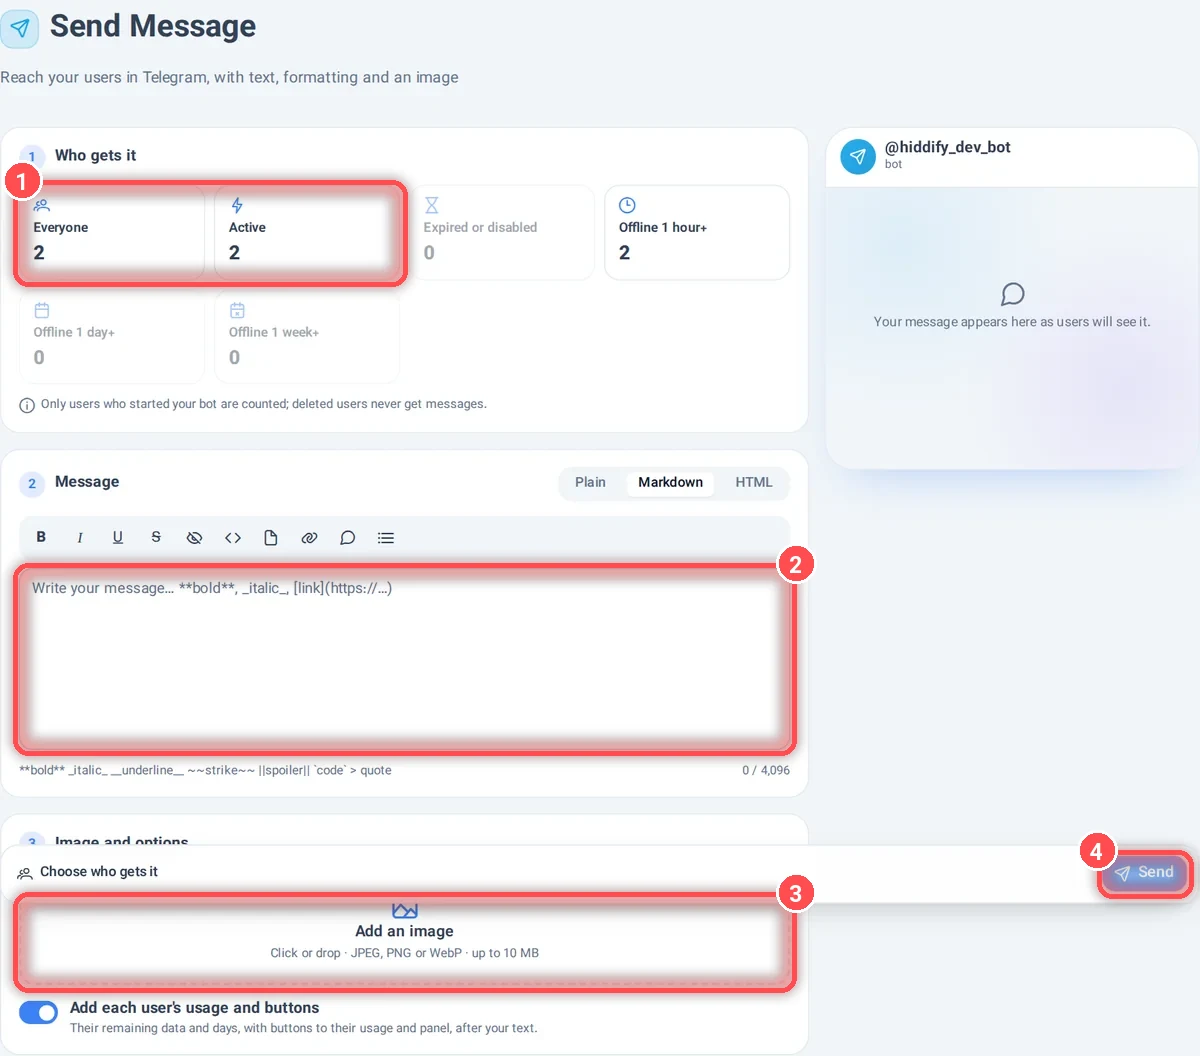 Send Message
Reach your users in Telegram, with text, formatting and an image
1 Who gets it
1
Everyone
2
Active
2
Expired or disabled
0
Offline 1 hour+
2
Offline 1 day+
0
Offline 1 week+
0
Only users who started your bot are counted; deleted users never get messages.
@hiddify_dev_bot
bot
Your message appears here as users will see it.
2 Message
Plain Markdown HTML
B I U S
2
Write your message... **bold**, _italic_, [link](https://...)
**bold** _italic_ __underline__ ~~strike~~ ||spoiler|| `code` > quote
0 / 4,096
3 Image and options
Choose who gets it
4
Send
3
Add an image
Click or drop · JPEG, PNG or WebP · up to 10 MB
Add each user's usage and buttons
Their remaining data and days, with buttons to their usage and panel, after your text.